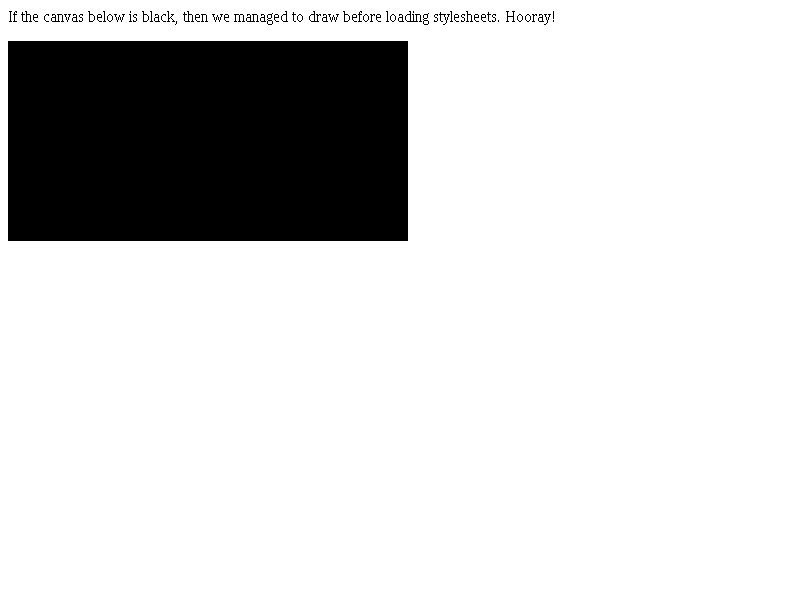 If the canvas below is black, then we managed to draw before loading stylesheets. Hooray!